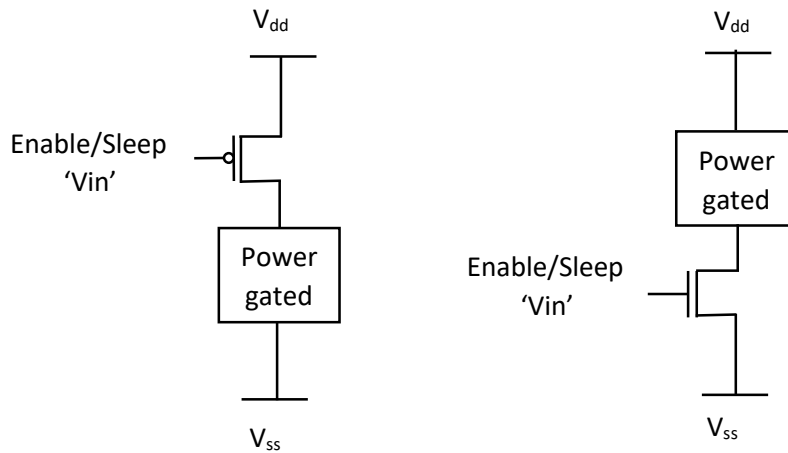 Vdd
Enable/Sleep
‘Vin’
Power
gated
Vss
Vdd
Power
gated
Enable/Sleep
‘Vin’
Vss